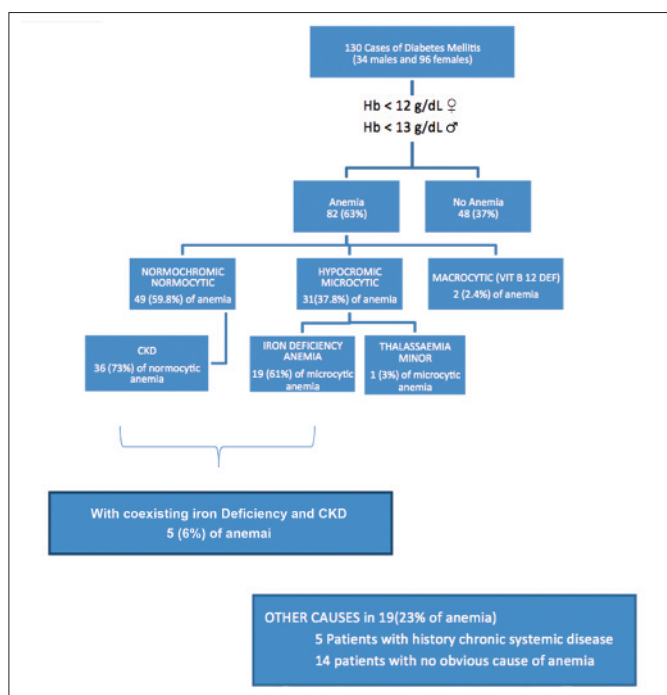 130 Cases of Diabetes Mellitis
(34 males and 96 females)
Hb < 12 g/dL ♀
Hb < 13 g/dL ♂
Anemia
82 (63%)
No Anemia
48 (37%)
NORMOCHROMIC
NORMOCYTIC
49 (59.8%) of anemia
HYPOCROMIC
MICROCYTIC
31(37.8%) of anemia
MACROCYTIC (VIT B 12 DEF)
2 (2.4%) of anemia
CKD
36 (73%) of normocytic
anemia
IRON DEFICIENCY
ANEMIA
19 (61%) of microcytic
anemia
THALASSAEMIA
MINOR
1 (3%) of microcytic
anemia
With coexisting iron Deficiency and CKD
5 (6%) of anemai
OTHER CAUSES in 19(23% of anemia)
5 Patients with history chronic systemic disease
14 patients with no obvious cause of anemia